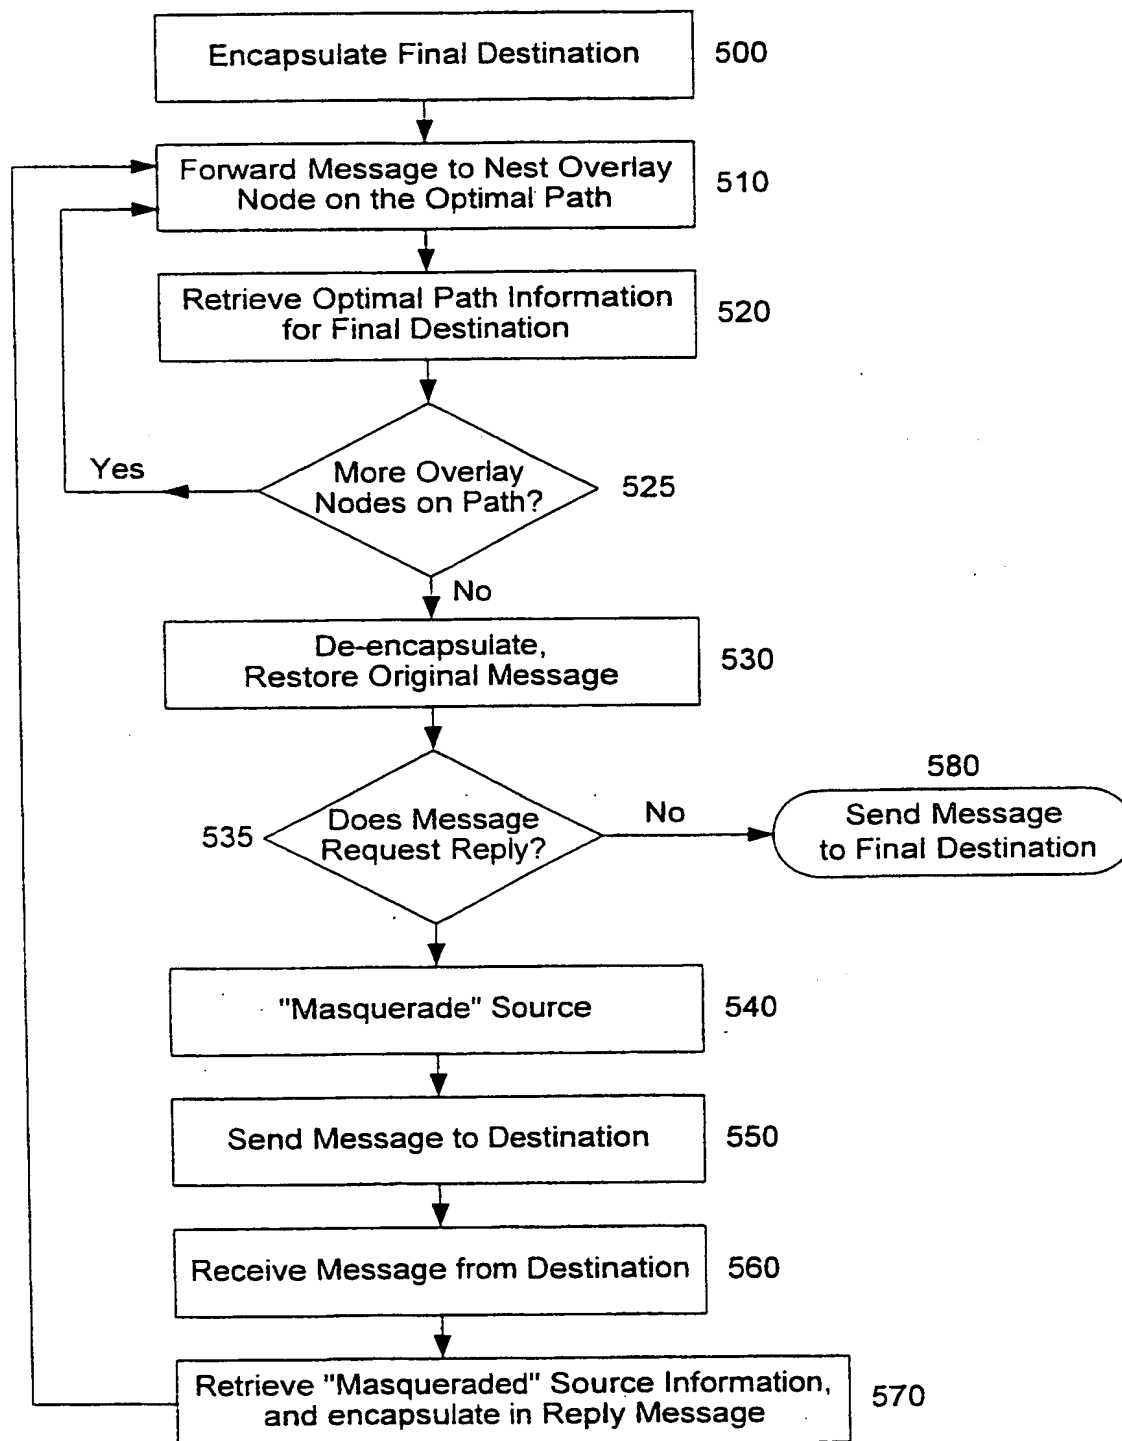 Encapsulate Final Destination
500
Forward Message to Nest Overlay
Node on the Optimal Path
510
Retrieve Optimal Path Information
for Final Destination
520
Yes
More Overlay
Nodes on Path?
525
No
De-encapsulate,
Restore Original Message
530
580
535
Does Message
Request Reply?
No
Send Message
to Final Destination
"Masquerade" Source
540
Send Message to Destination
550
Receive Message from Destination
560
Retrieve "Masqueraded" Source Information,
and encapsulate in Reply Message
570